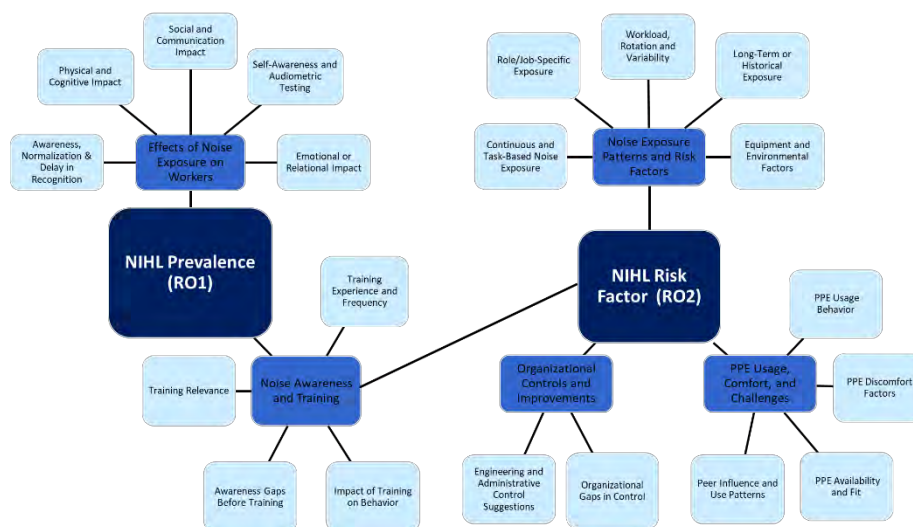 Social and
Communication
Impact
Physical and
Cognitive Impact
Self-Awareness and
Audiometric
Testing
Awareness,
Normalization &
Delay in
Recognition
Effects of Noise
Exposure on
Workers
Emotional or
Relational Impact
NIHL Prevalence
(RO1)
Workload,
Rotation and
Variability
Role/Job-Specific
Exposure
Long-Term or
Historical
Exposure
Continuous and
Task-Based Noise
Exposure
Noise Exposure
Patterns and Risk
Factors
Equipment and
Environmental
Factors
NIHL Risk
Factor (RO2)
Training
Experience and
Frequency
Training Relevance
Noise Awareness
and Training
Awareness Gaps
Before Training
Impact of Training
on Behavior
Organizational
Controls and
Improvements
Engineering and
Administrative
Control
Suggestions
Organizational
Gaps in Control
PPE Usage
Behavior
PPE Usage,
Comfort, and
Challenges
PPE Discomfort
Factors
Peer Influence and
Use Patterns
PPE Availability
and Fit